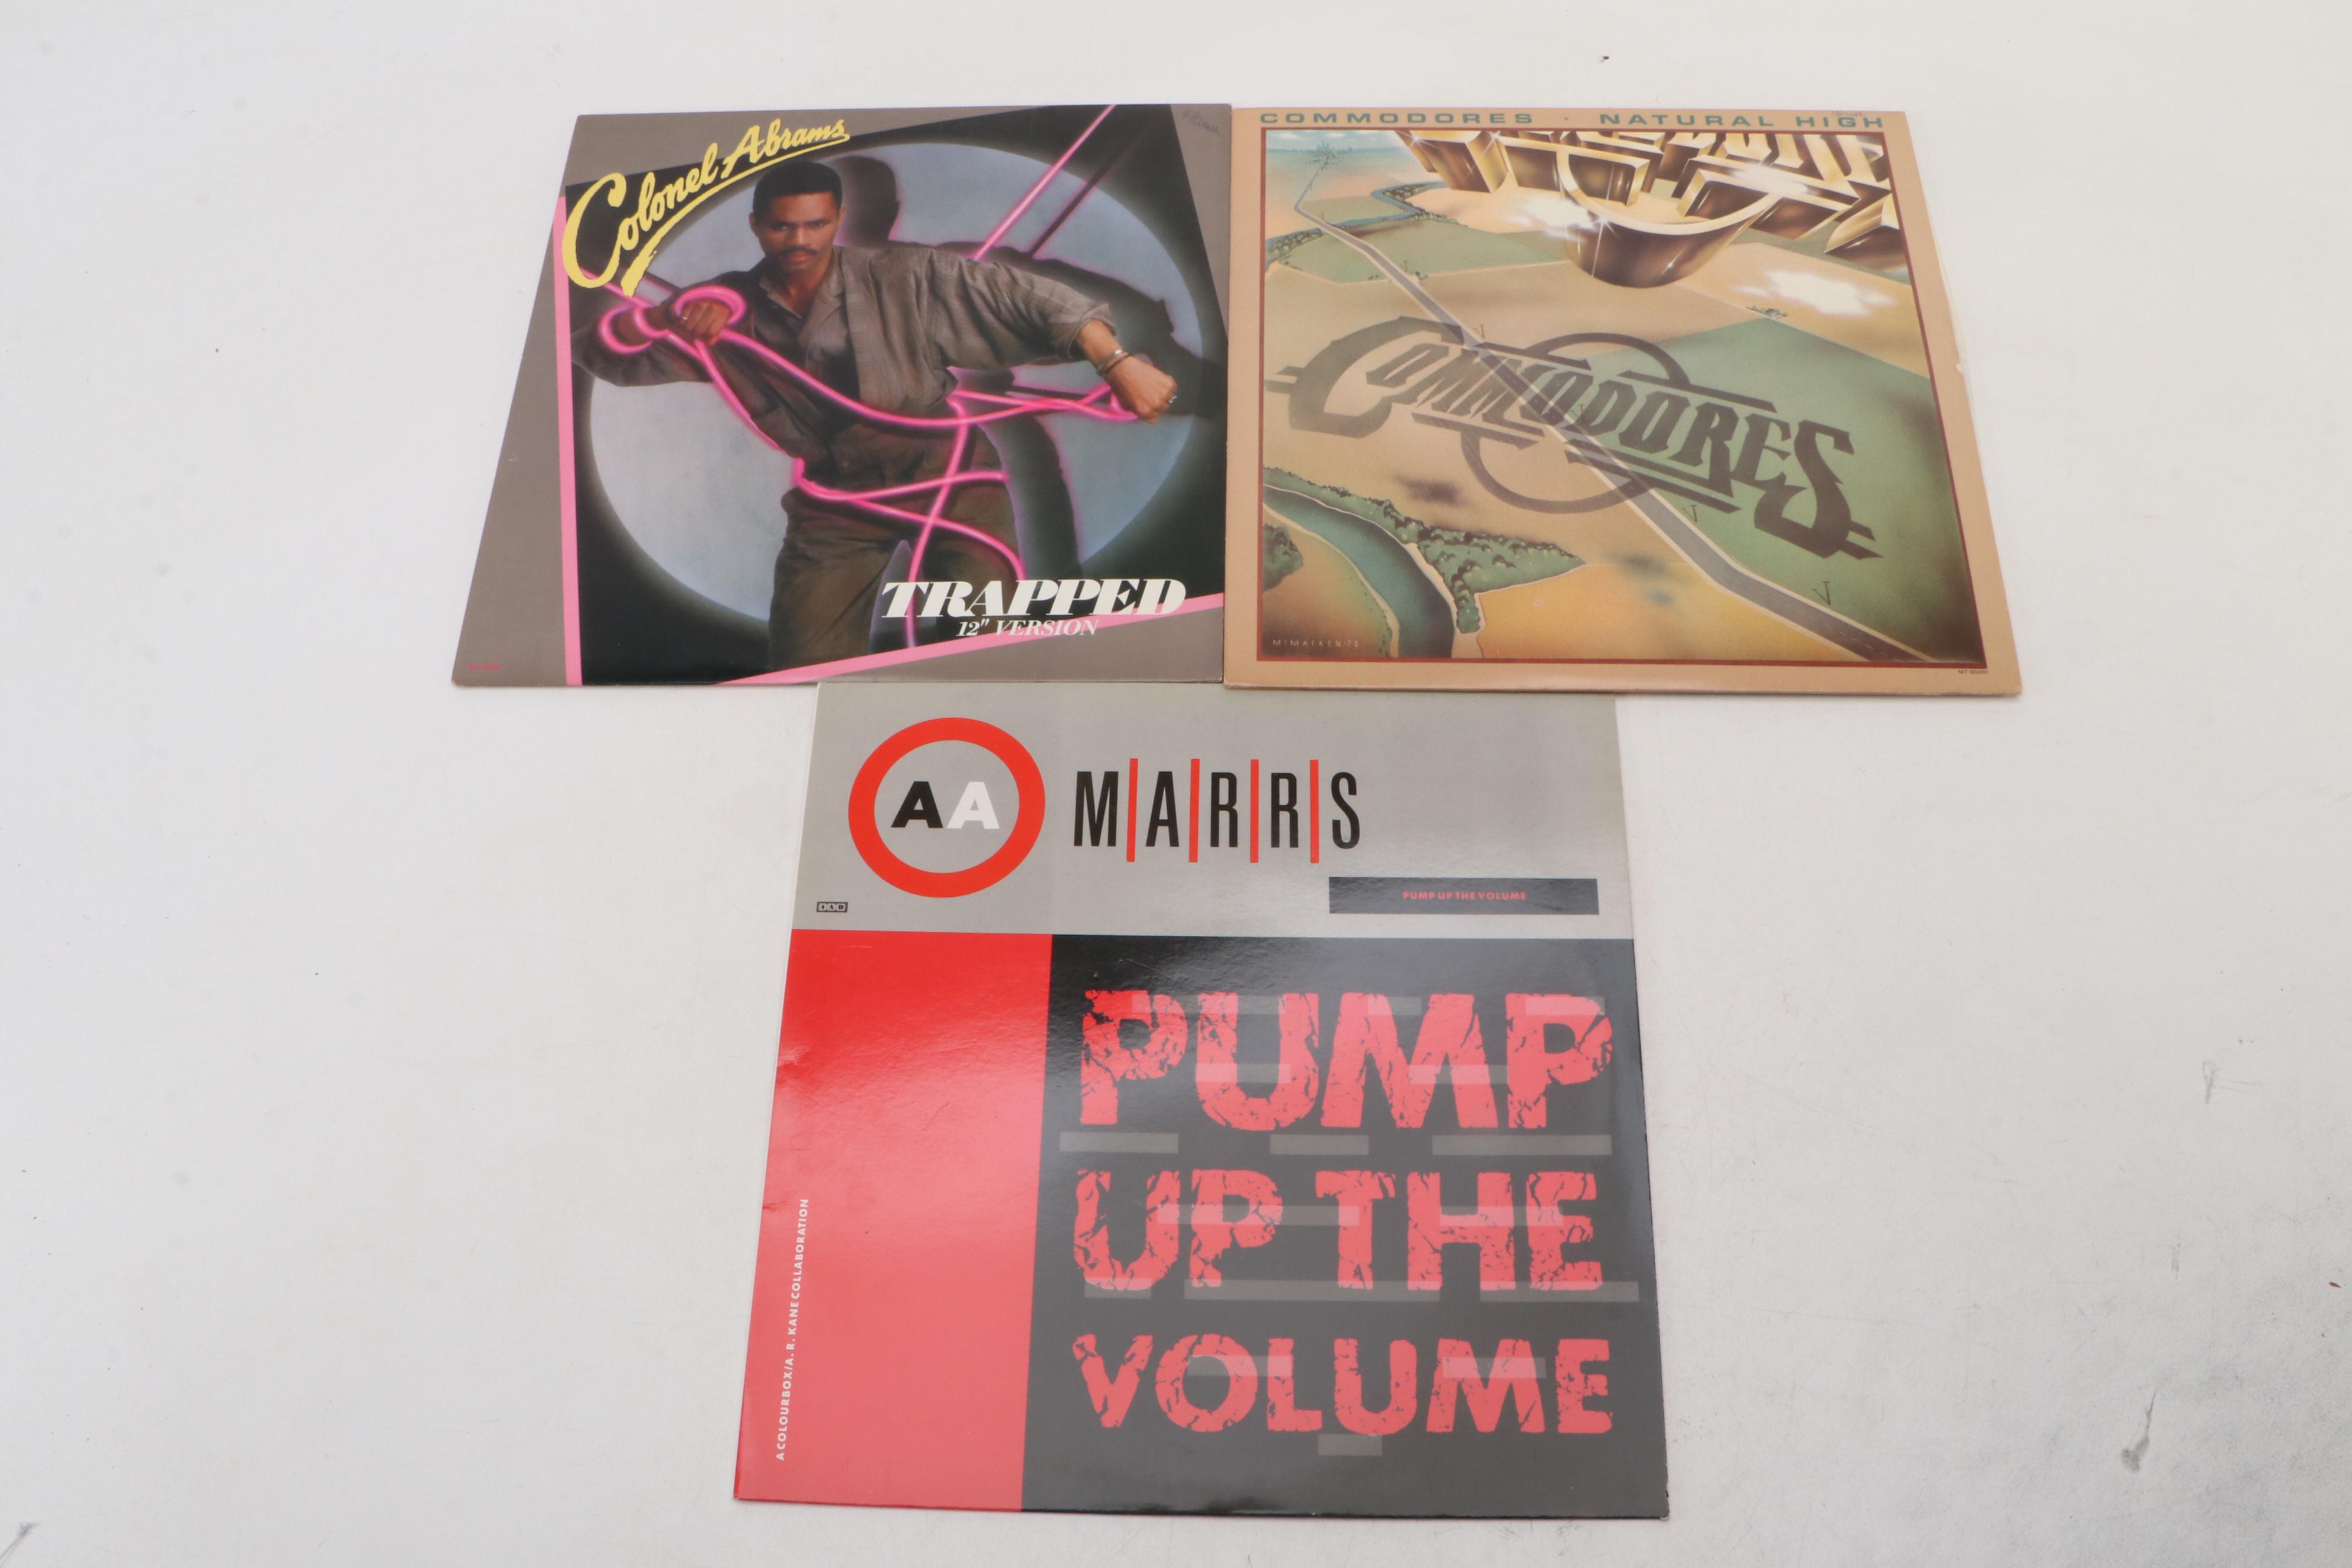 Colonel Abrams
TRAPPED
12" VERSION
COMMODORES · NATURAL HIGH
COMMODORES
AA
M|A|R|R|S
4AD
PUMP UP THE VOLUME
PUMP
UP THE
VOLUME
A COLOURBOX/A. R. KANE COLLABORATION